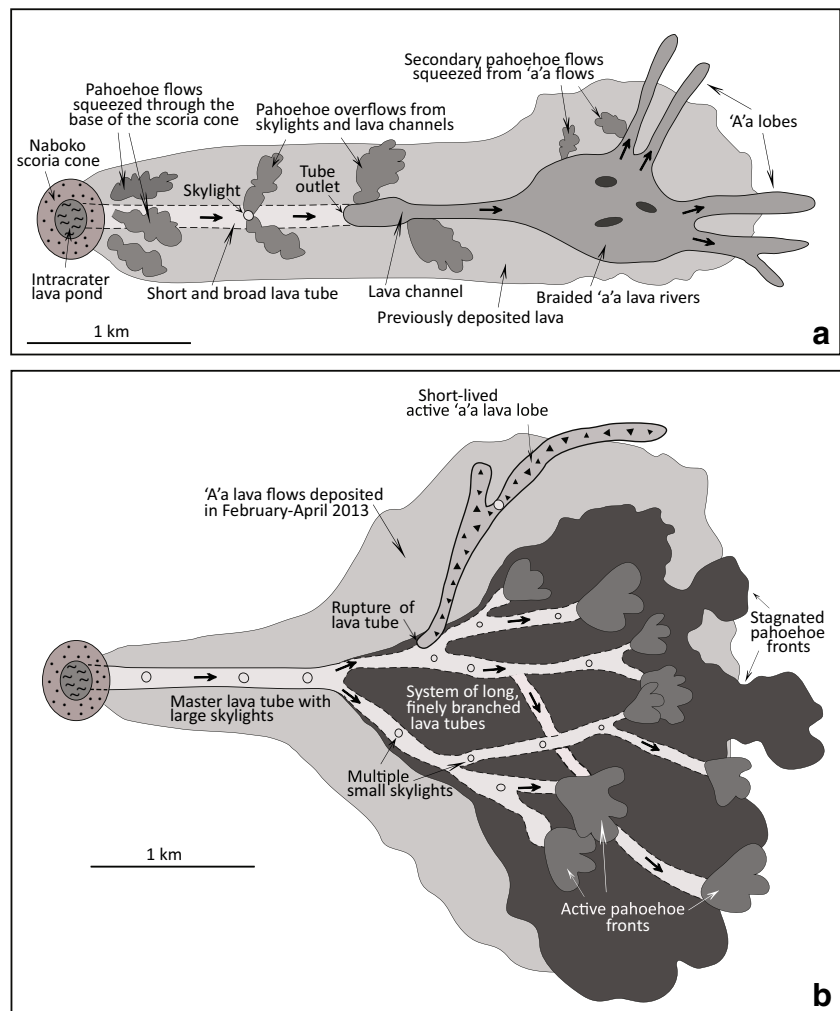 Secondary pahoehoe flows
squeezed from ‘a’a flows
Pahoehoe flows
squeezed through the
base of the scoria cone
Pahoehoe overflows from
skylights and lava channels
‘A’a lobes
Naboko
scoria cone
Skylight
Tube
outlet
Intracrater
lava pond
Short and broad lava tube
Lava channel
Braided ‘a’a lava rivers
Previously deposited lava
1 km
a
Short-lived
active ‘a’a lava lobe
‘A’a lava flows deposited
in February-April 2013
Rupture of
lava tube
Stagnated
pahoehoe
fronts
Master lava tube with
large skylights
System of long,
finely branched
lava tubes
Multiple
small skylights
1 km
Active pahoehoe
fronts
b